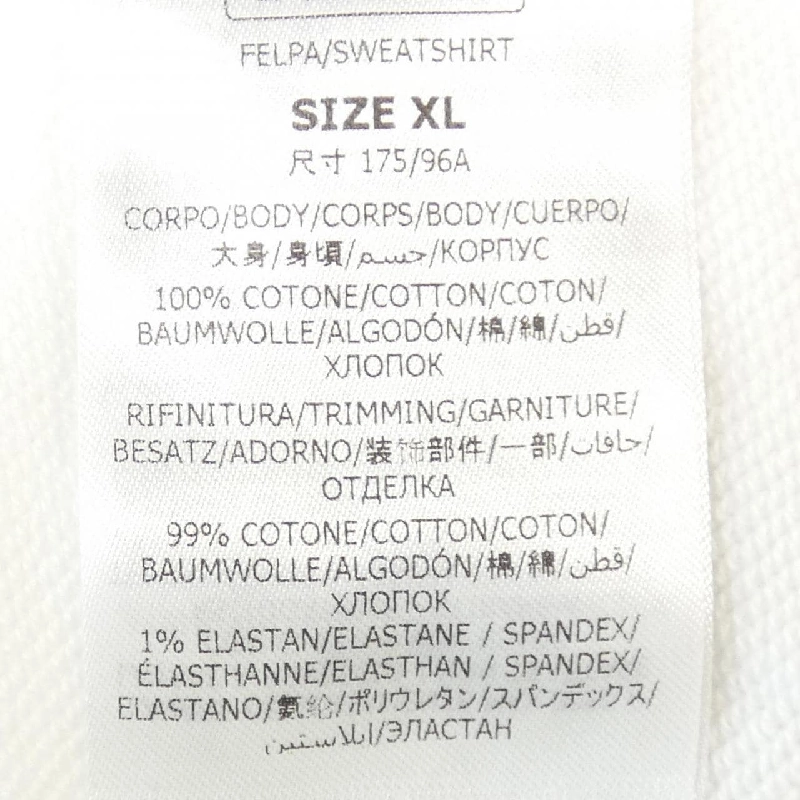 FELPA/SWEATSHIRT
SIZE XL
尺寸 175/96A
CORPO/BODY/CORPS/BODY/CUERPO/
大身/身頃/جسم/КОРПУС
100% COTONE/COTTON/COTON/
BAUMWOLLE/ALGODÓN/棉/綿/قطن/
ХЛОПОК
RIFINITURA/TRIMMING/GARNITURE/
BESATZ/ADORNO/装饰部件/一部/حافات/
ОТДЕЛКА
99% COTONE/COTTON/COTON/
BAUMWOLLE/ALGODÓN/棉/綿/قطن/
ХЛОПОК
1% ELASTAN/ELASTANE / SPANDEX/
ÉLASTHANNE/ELASTHAN / SPANDEX/
ELASTANO/氨纶/ポリウレタン/スパンデックス/
ايلاستين/ЭЛАСТАН